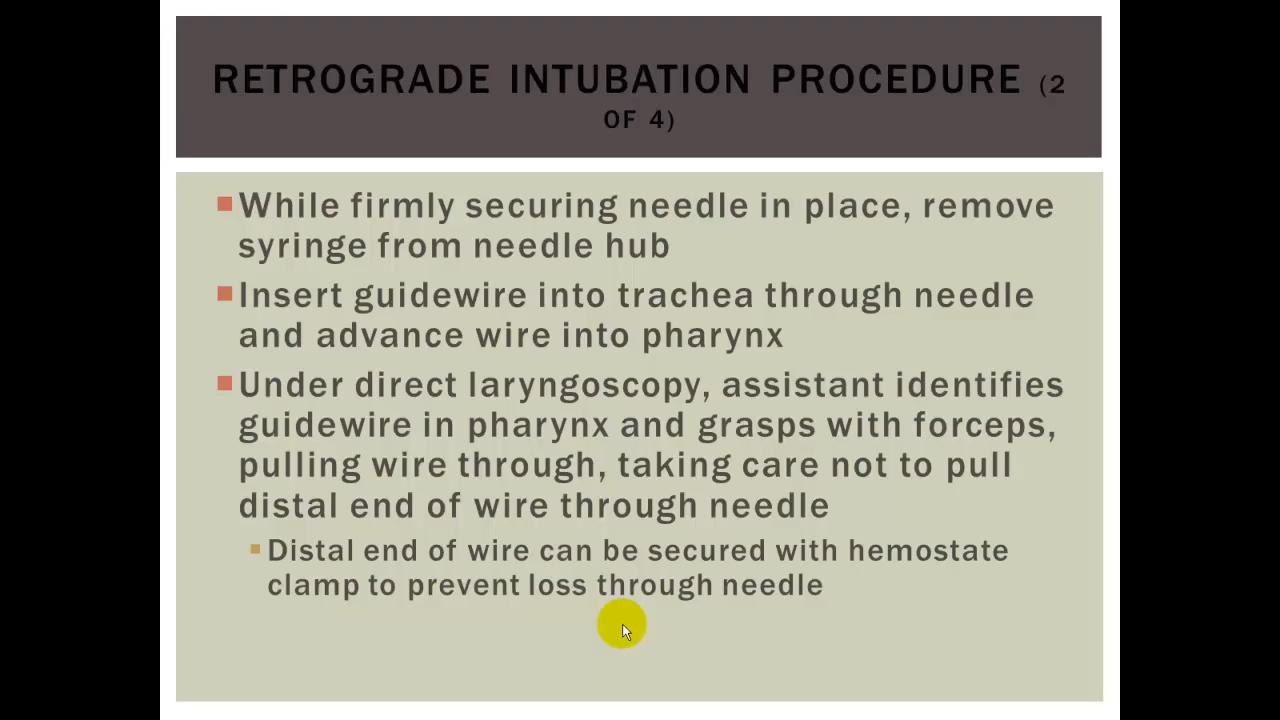 RETROGRADE INTUBATION PROCEDURE (2
OF 4)
While firmly securing needle in place, remove
syringe from needle hub
Insert guidewire into trachea through needle
and advance wire into pharynx
Under direct laryngoscopy, assistant identifies
guidewire in pharynx and grasps with forceps,
pulling wire through, taking care not to pull
distal end of wire through needle
Distal end of wire can be secured with hemostate
clamp to prevent loss through needle